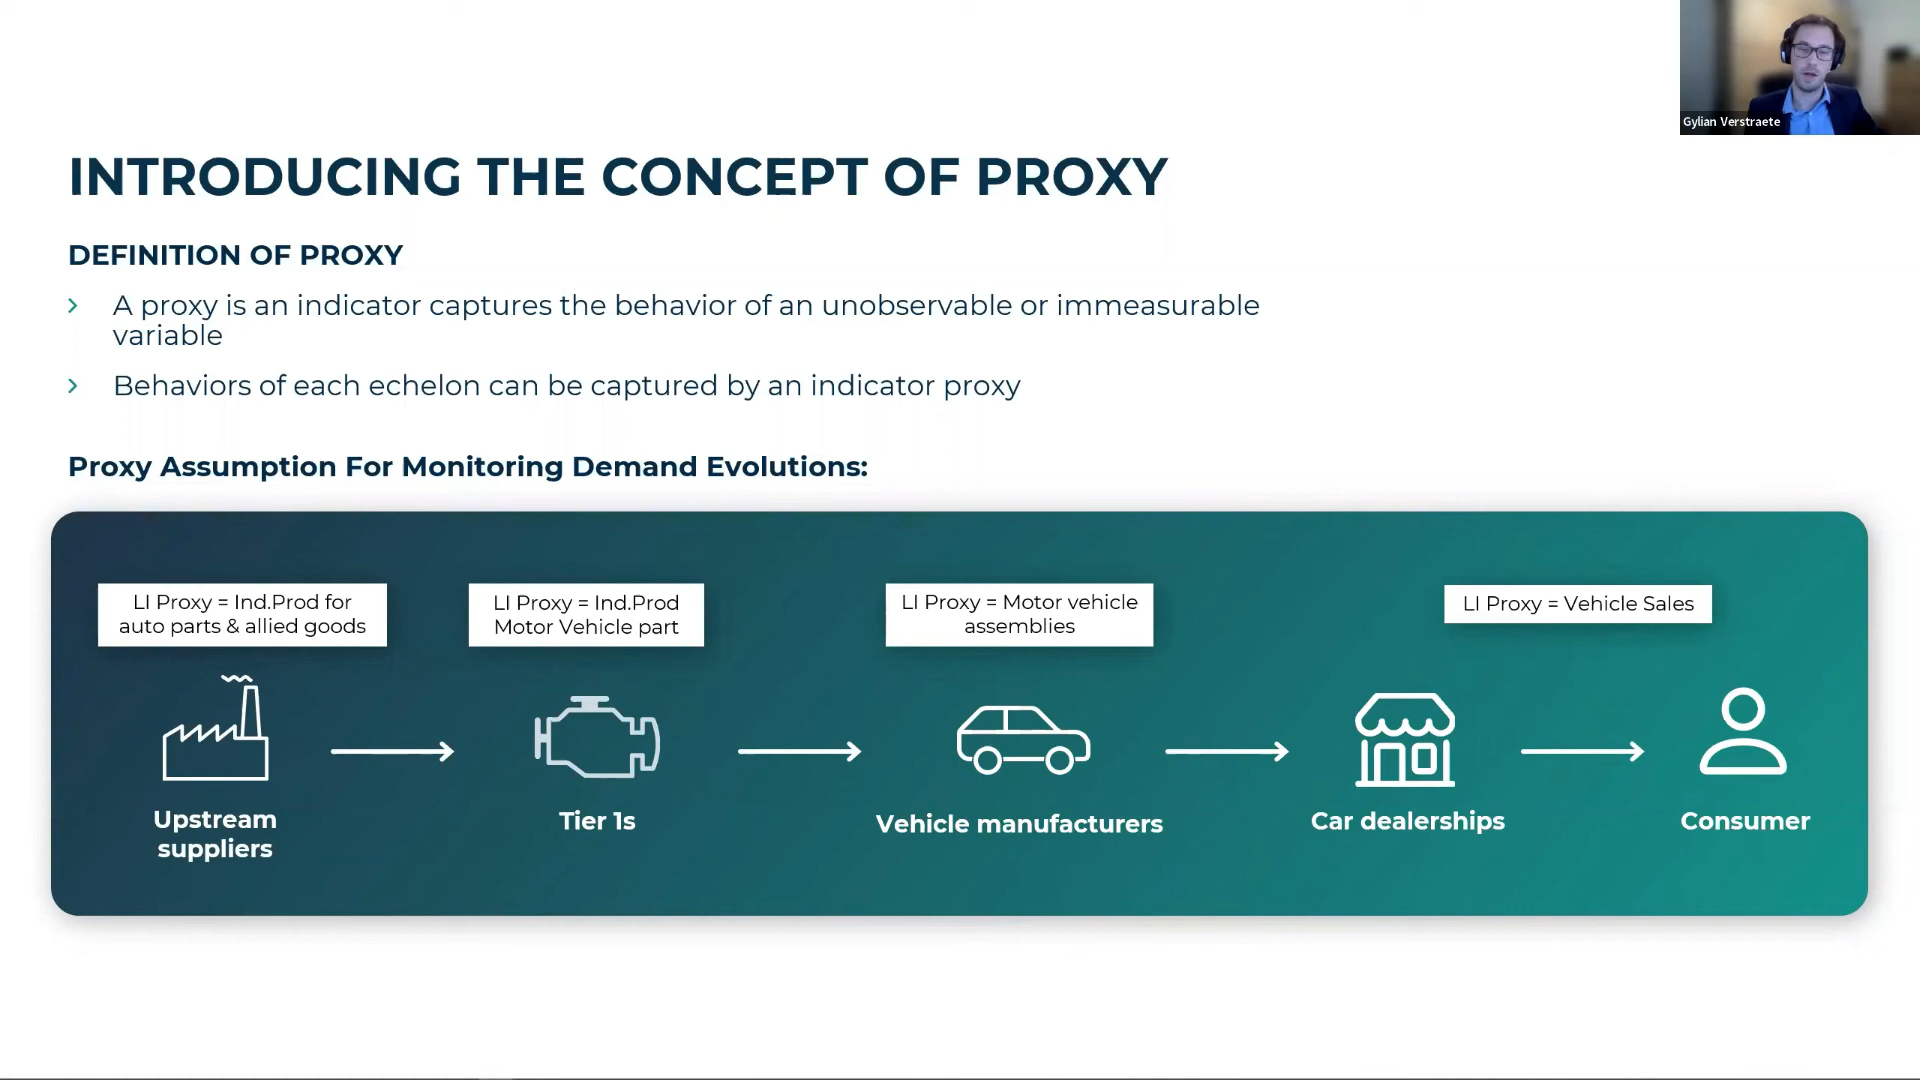 Gylian Verstraete
INTRODUCING THE CONCEPT OF PROXY
DEFINITION OF PROXY
A proxy is an indicator captures the behavior of an unobservable or immeasurable
variable
Behaviors of each echelon can be captured by an indicator proxy
Proxy Assumption For Monitoring Demand Evolutions:
LI Proxy = Ind.Prod for
auto parts & allied goods
LI Proxy = Ind.Prod
Motor Vehicle part
LI Proxy = Motor vehicle
assemblies
LI Proxy = Vehicle Sales
Upstream
suppliers
Tier 1s
Vehicle manufacturers
Car dealerships
Consumer